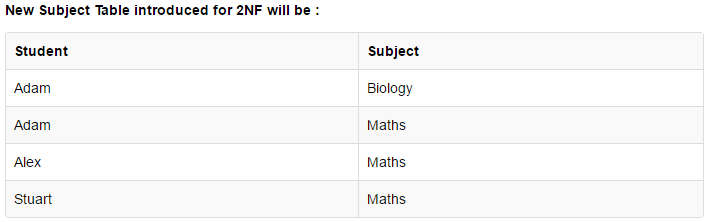 New Subject Table introduced for 2NF will be :
Student Subject
Adam Biology
Adam Maths
Alex Maths
Stuart Maths